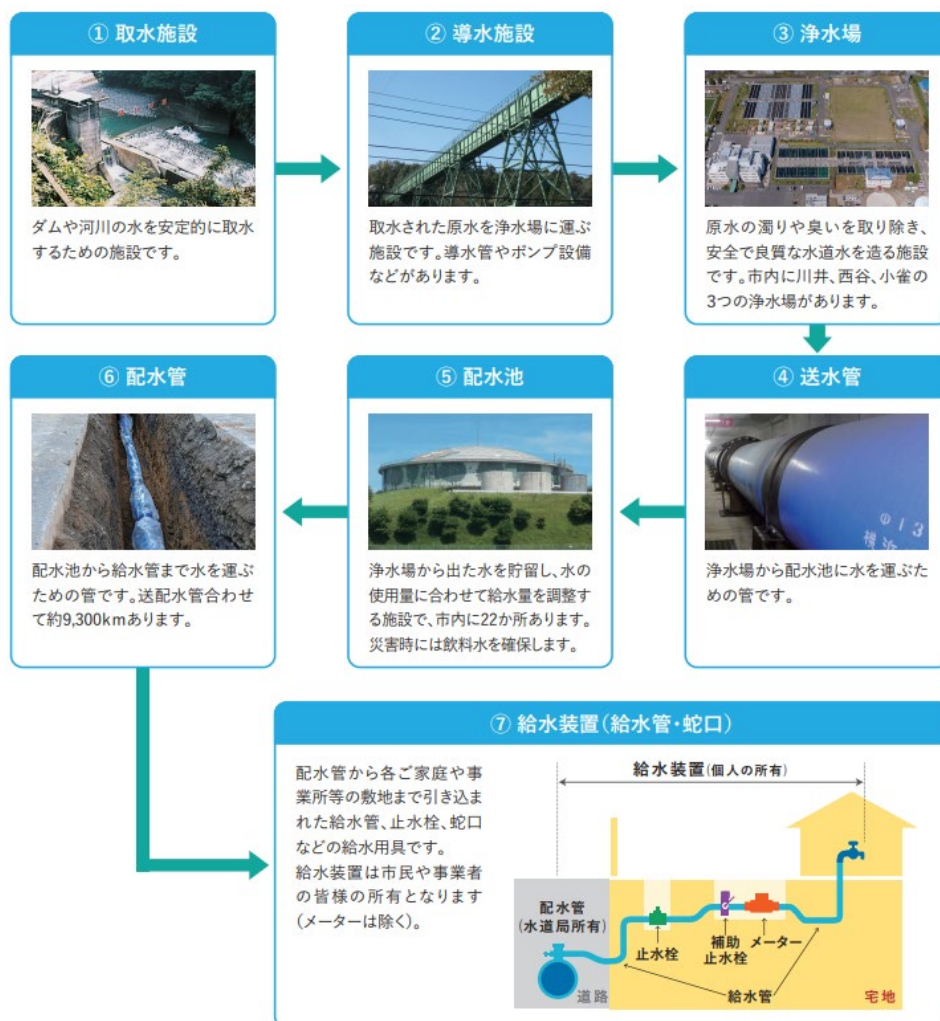 ① 取水施設
ダムや河川の水を安定的に取水
するための施設です。
② 導水施設
取水された原水を浄水場に運ぶ
施設です。導水管やポンプ設備
などがあります。
③ 浄水場
原水の濁りや臭いを取り除き、
安全で良質な水道水を造る施設
です。市内に川井、西谷、小雀の
3つの浄水場があります。
④ 送水管
φ13
横浜
浄水場から配水池に水を運ぶた
めの管です。
⑤ 配水池
浄水場から出た水を貯留し、水の
使用量に合わせて給水量を調整す
る施設で、市内に22か所あります。
災害時には飲料水を確保します。
⑥ 配水管
配水池から給水管まで水を運ぶ
ための管です。送配水管合わせ
て約9,300kmあります。
⑦ 給水装置(給水管・蛇口)
配水管から各ご家庭や事
業所等の敷地まで引き込ま
れた給水管、止水栓、蛇口
などの給水用具です。
給水装置は市民や事業者
の皆様の所有となります
(メーターは除く)。
給水装置(個人の所有)
配水管
(水道局所有)
止水栓
補助
止水栓
メーター
給水管
道路
宅地